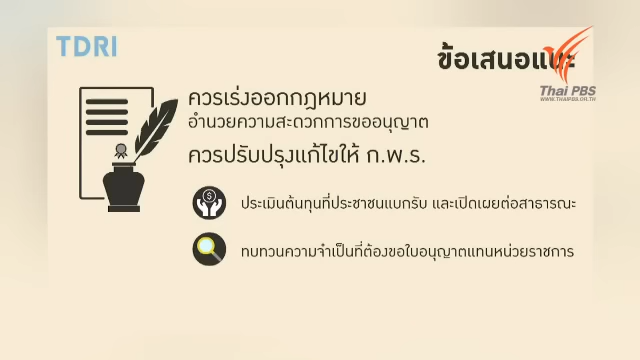 TDRI
ข้อเสนอแนะ
Thai PBS
WWW.THAIPBS.OR.TH
ควรเร่งออกกฎหมาย
อำนวยความสะดวกการขออนุญาต
ควรปรับปรุงแก้ไขให้ ก.พ.ร.
ประเมินต้นทุนที่ประชาชนแบกรับ และเปิดเผยต่อสาธารณะ
ทบทวนความจำเป็นที่ต้องขอใบอนุญาตแทนหน่วยราชการ